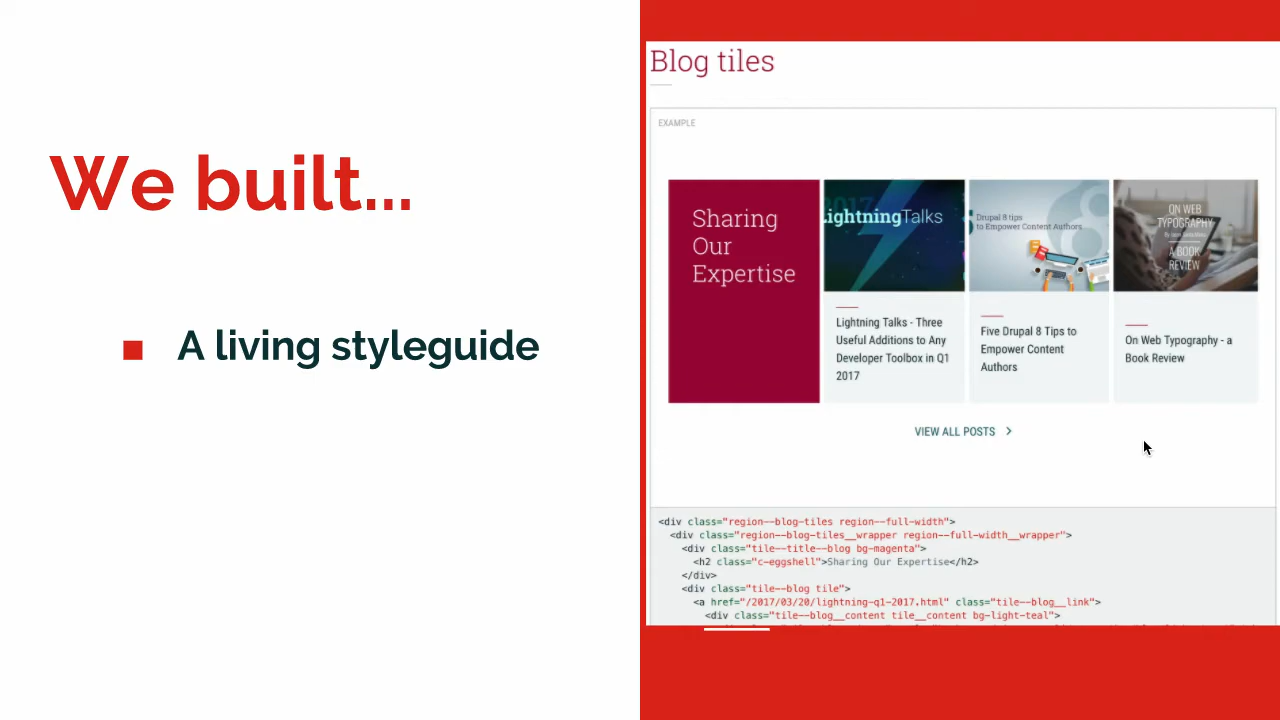 We built...
■ A living styleguide
Blog tiles
EXAMPLE
Sharing
Our
Expertise
LightningTalks
Drupal 8 tips
to Empower Content Authors
ON WEB
TYPOGRAPHY
A BOOK
REVIEW
Lightning Talks - Three
Useful Additions to Any
Developer Toolbox in Q1
2017
Five Drupal 8 Tips to
Empower Content
Authors
On Web Typography - a
Book Review
VIEW ALL POSTS >
<div class="region--blog-tiles region--full-width">
<div class="region--blog-tiles__wrapper region--full-width__wrapper">
<div class="tile--title--blog bg-magenta">
<h2 class="c-eggshell">Sharing Our Expertise</h2>
</div>
<div class="tile--blog tile">
<a href="/2017/03/20/lightning-q1-2017.html" class="tile--blog__link">
<div class="tile--blog__content tile__content bg-light-teal">